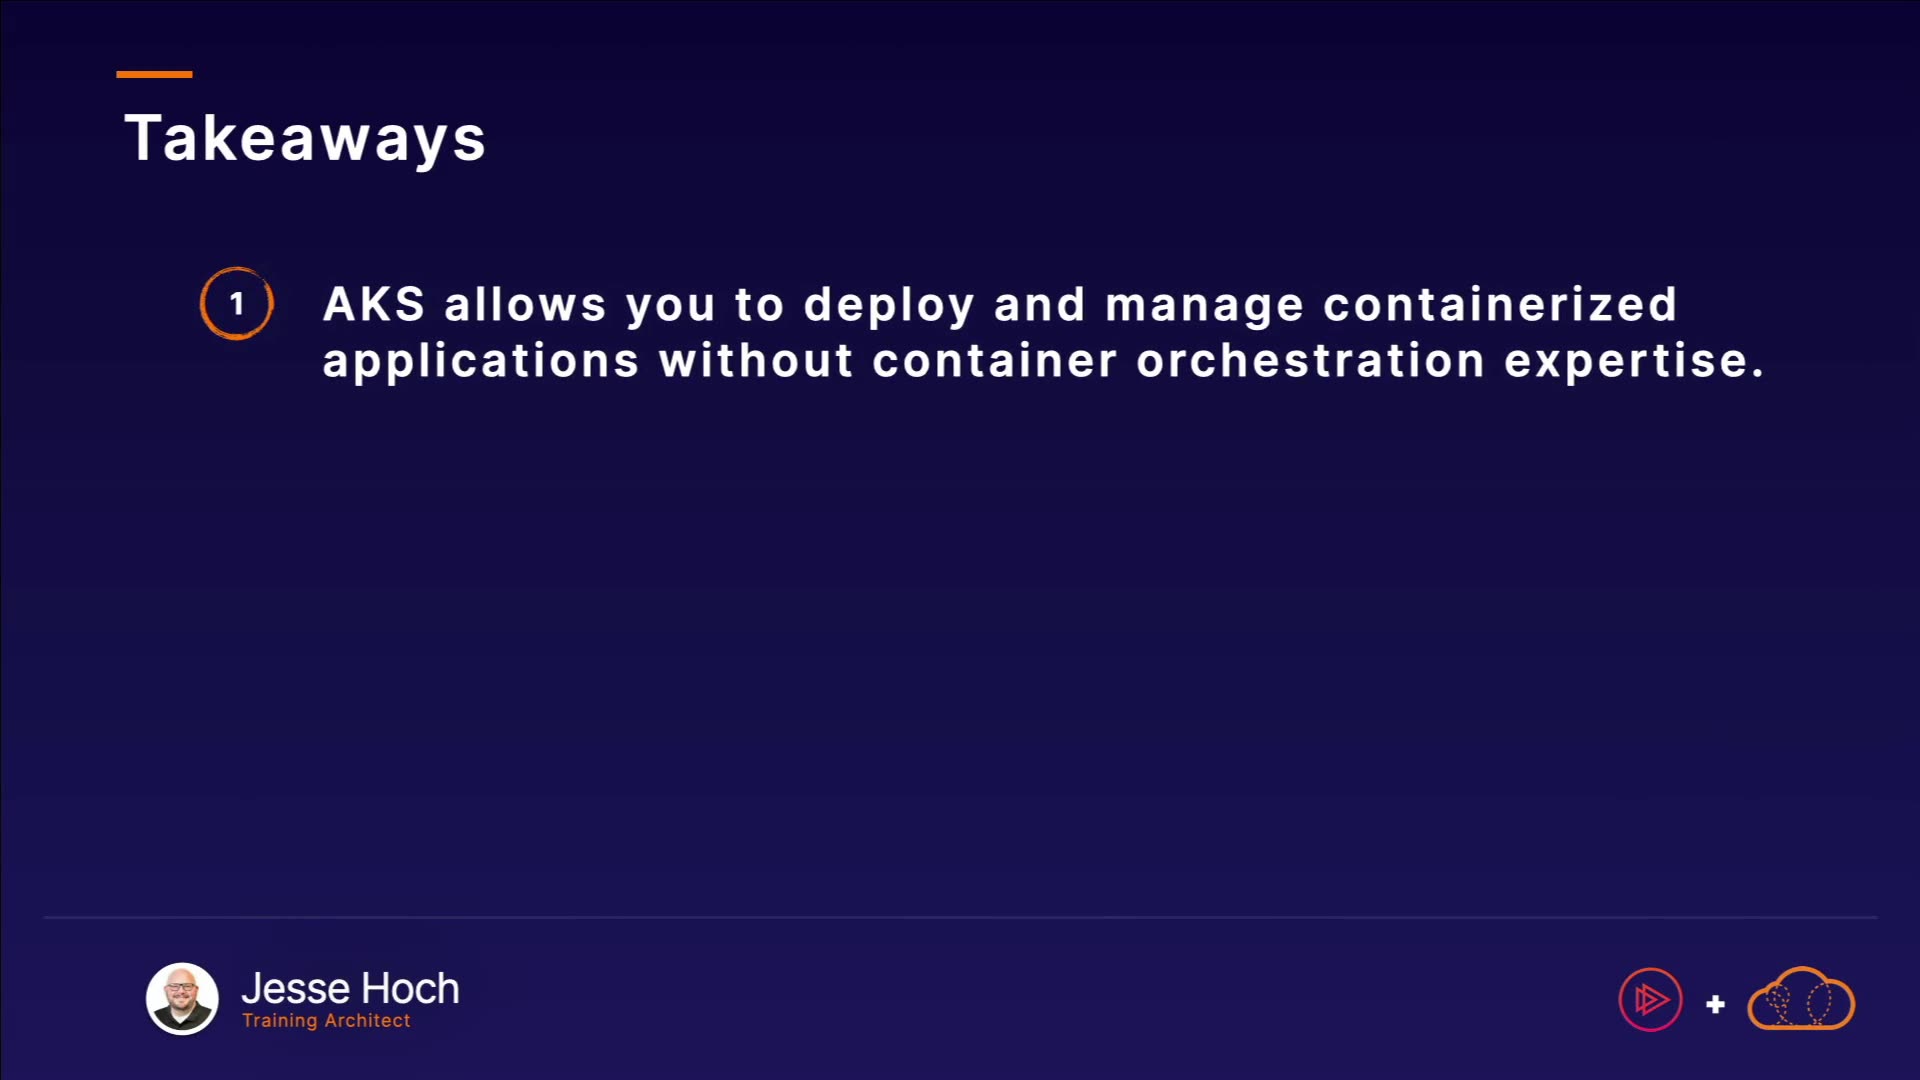 Takeaways
1
AKS allows you to deploy and manage containerized
applications without container orchestration expertise.
Jesse Hoch
Training Architect
+